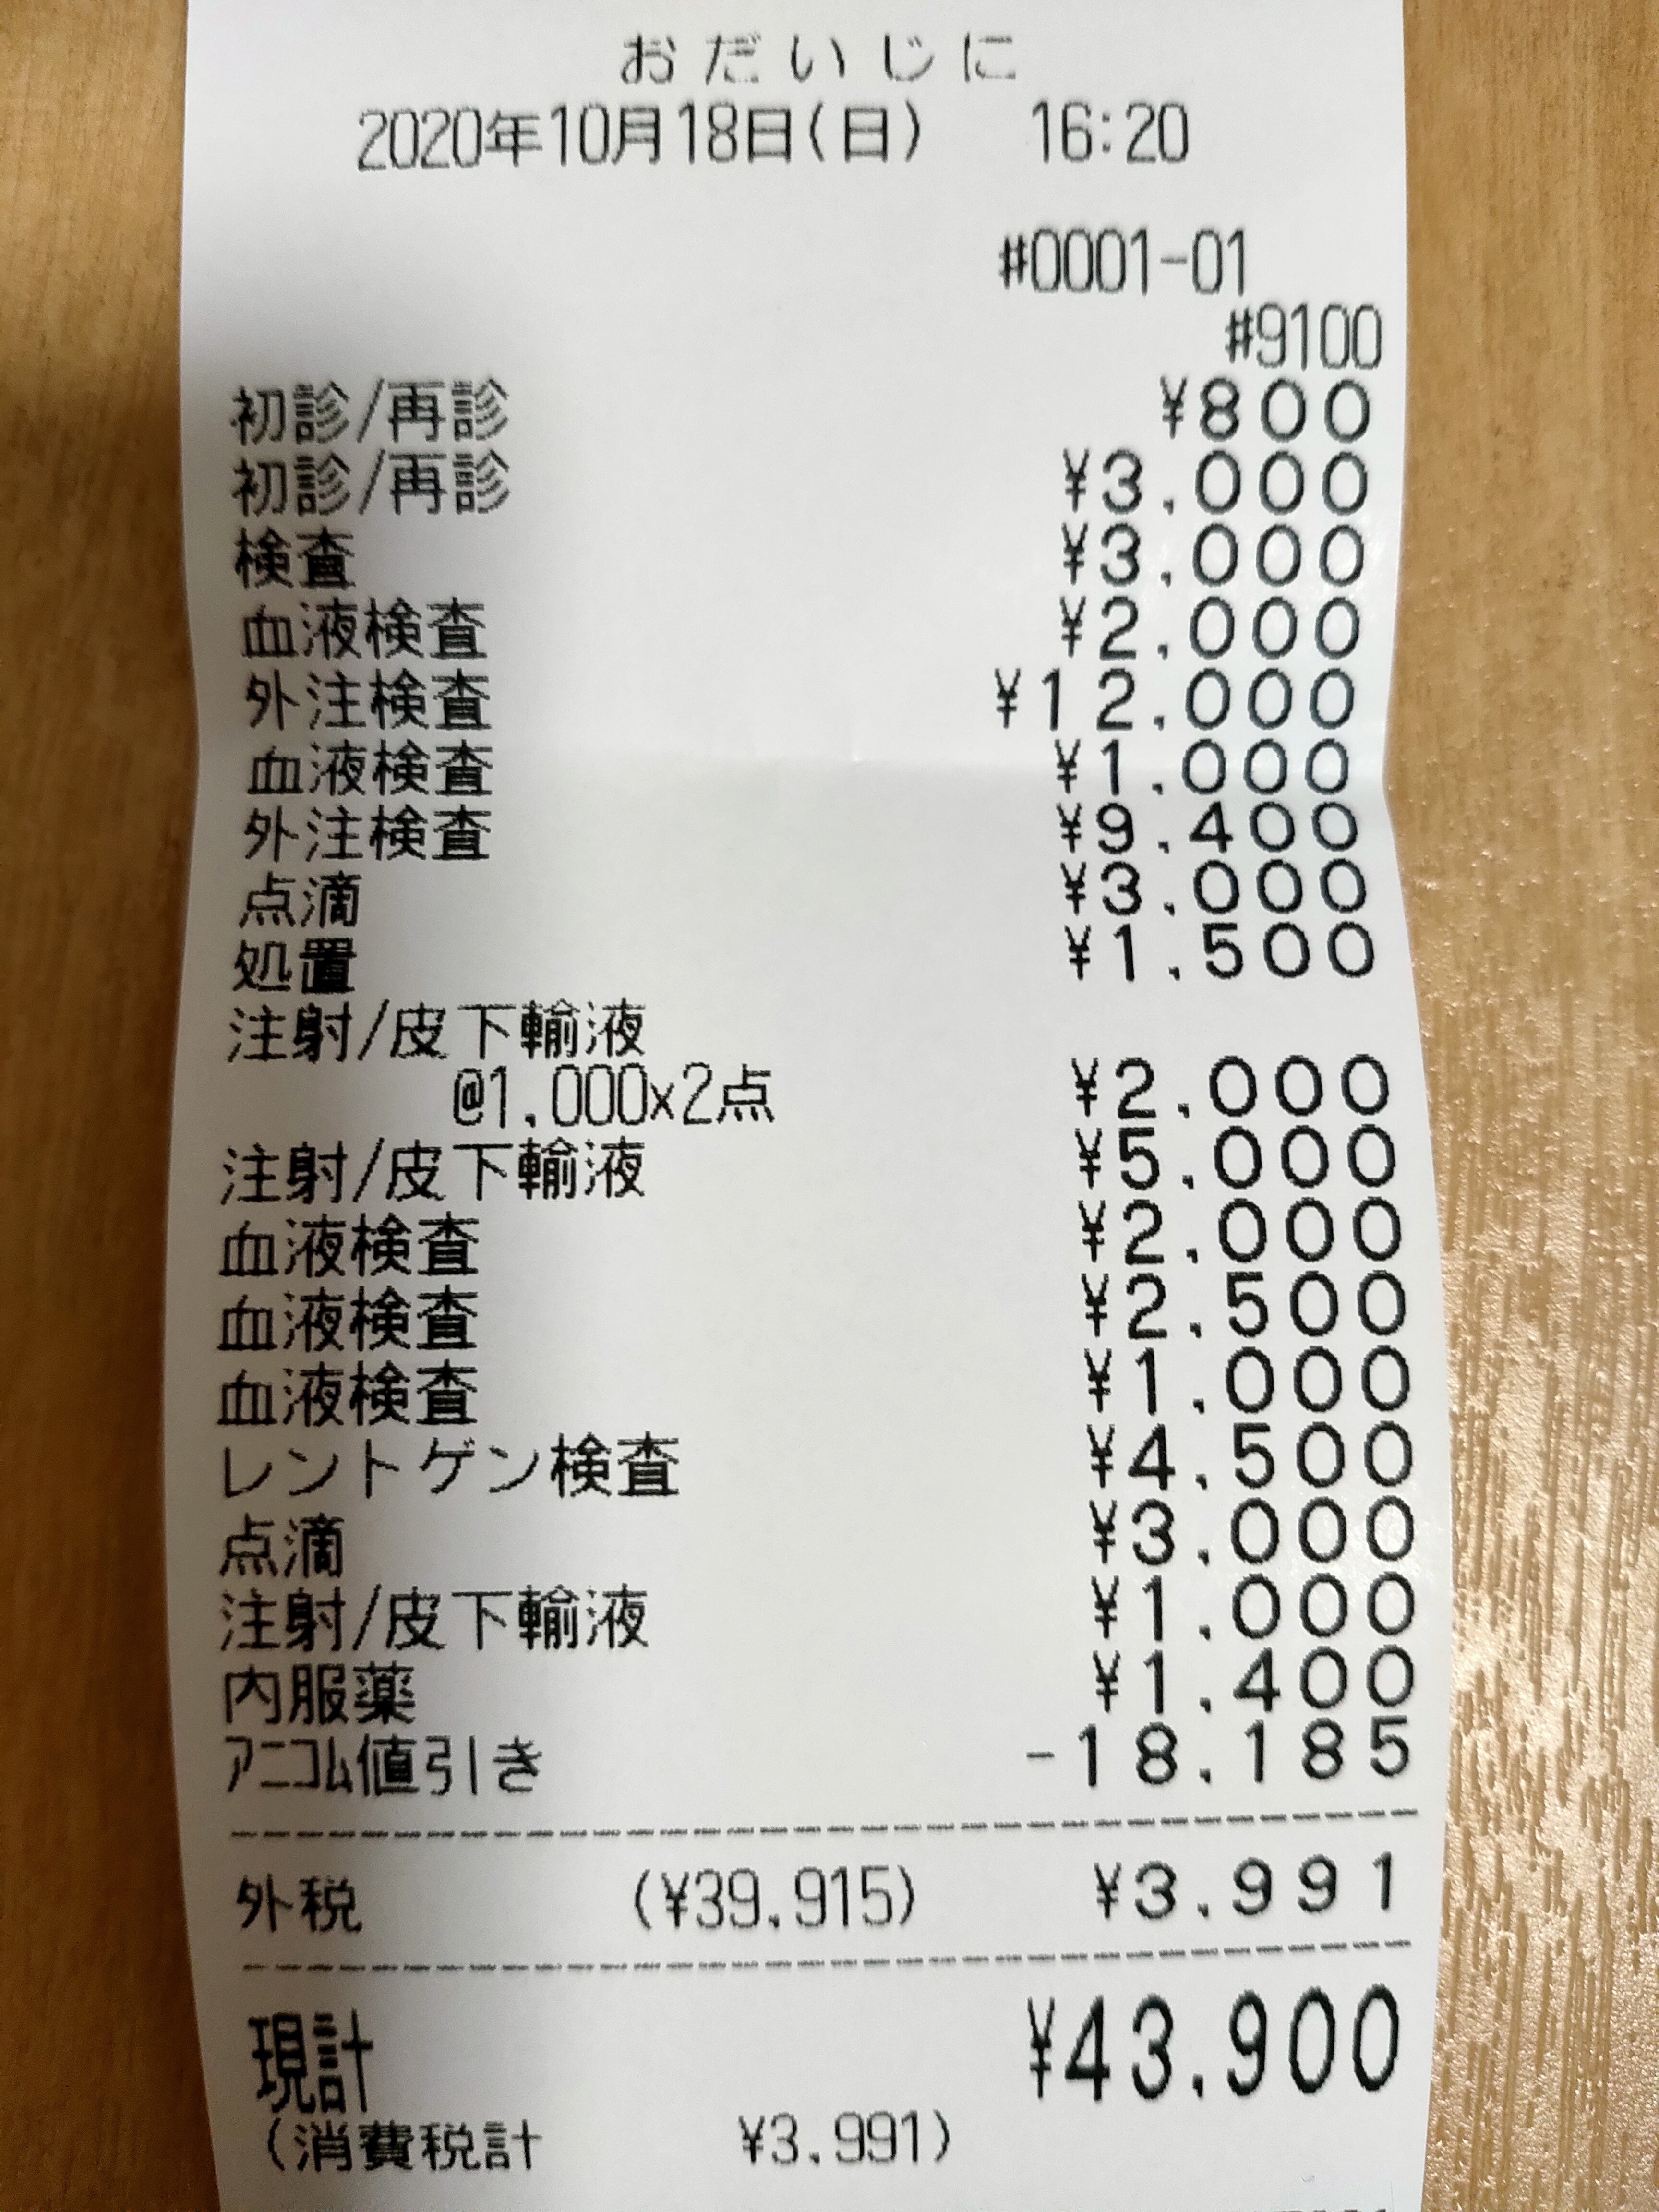 おだいじに
2020年10月18日(日) 16:20
#0001-01
#9100
初診/再診 ¥800
初診/再診 ¥3,000
検査 ¥3,000
血液検査 ¥2,000
外注検査 ¥12,000
血液検査 ¥1,000
外注検査 ¥9,400
点滴 ¥3,000
処置 ¥1,500
注射/皮下輸液
@1,000x2点 ¥2,000
注射/皮下輸液 ¥5,000
血液検査 ¥2,000
血液検査 ¥2,500
血液検査 ¥1,000
レントゲン検査 ¥4,500
点滴 ¥3,000
注射/皮下輸液 ¥1,000
内服薬 ¥1,400
ｱﾆｺﾑ値引き -18,185
外税 (¥39,915) ¥3,991
現計 ¥43,900
(消費税計 ¥3,991)